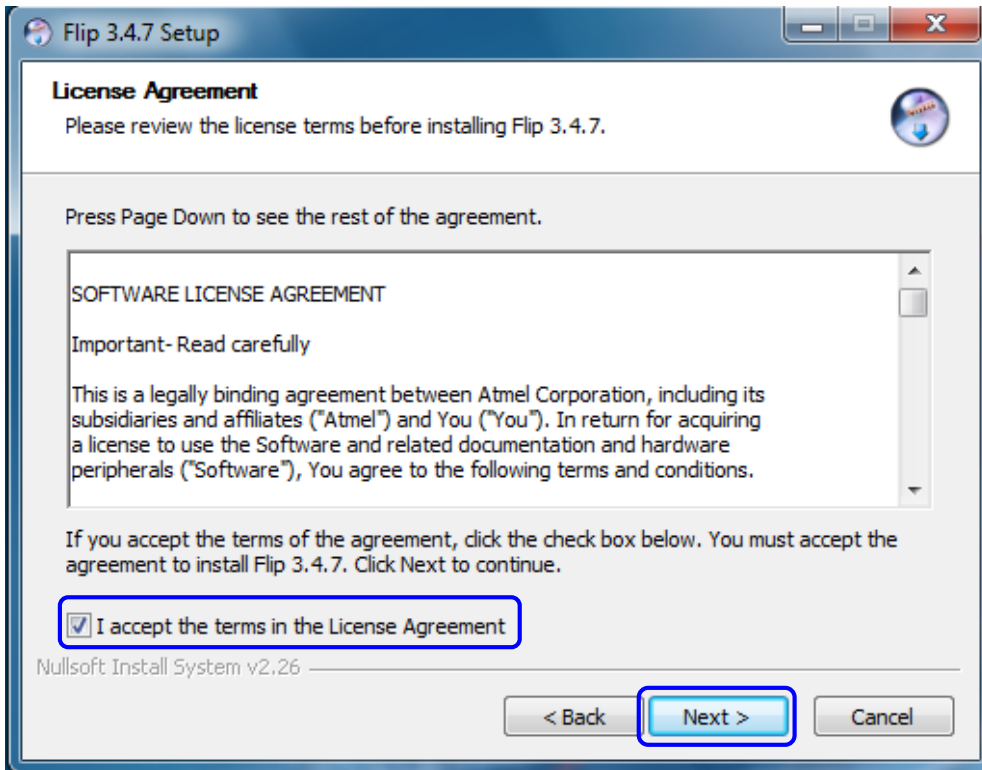 Flip 3.4.7 Setup
License Agreement
Please review the license terms before installing Flip 3.4.7.
Press Page Down to see the rest of the agreement.
SOFTWARE LICENSE AGREEMENT
Important- Read carefully
This is a legally binding agreement between Atmel Corporation, including its
subsidiaries and affiliates ("Atmel") and You ("You"). In return for acquiring
a license to use the Software and related documentation and hardware
peripherals ("Software"), You agree to the following terms and conditions.
If you accept the terms of the agreement, click the check box below. You must accept the
agreement to install Flip 3.4.7. Click Next to continue.
I accept the terms in the License Agreement
Nullsoft Install System v2.26
< Back
Next >
Cancel